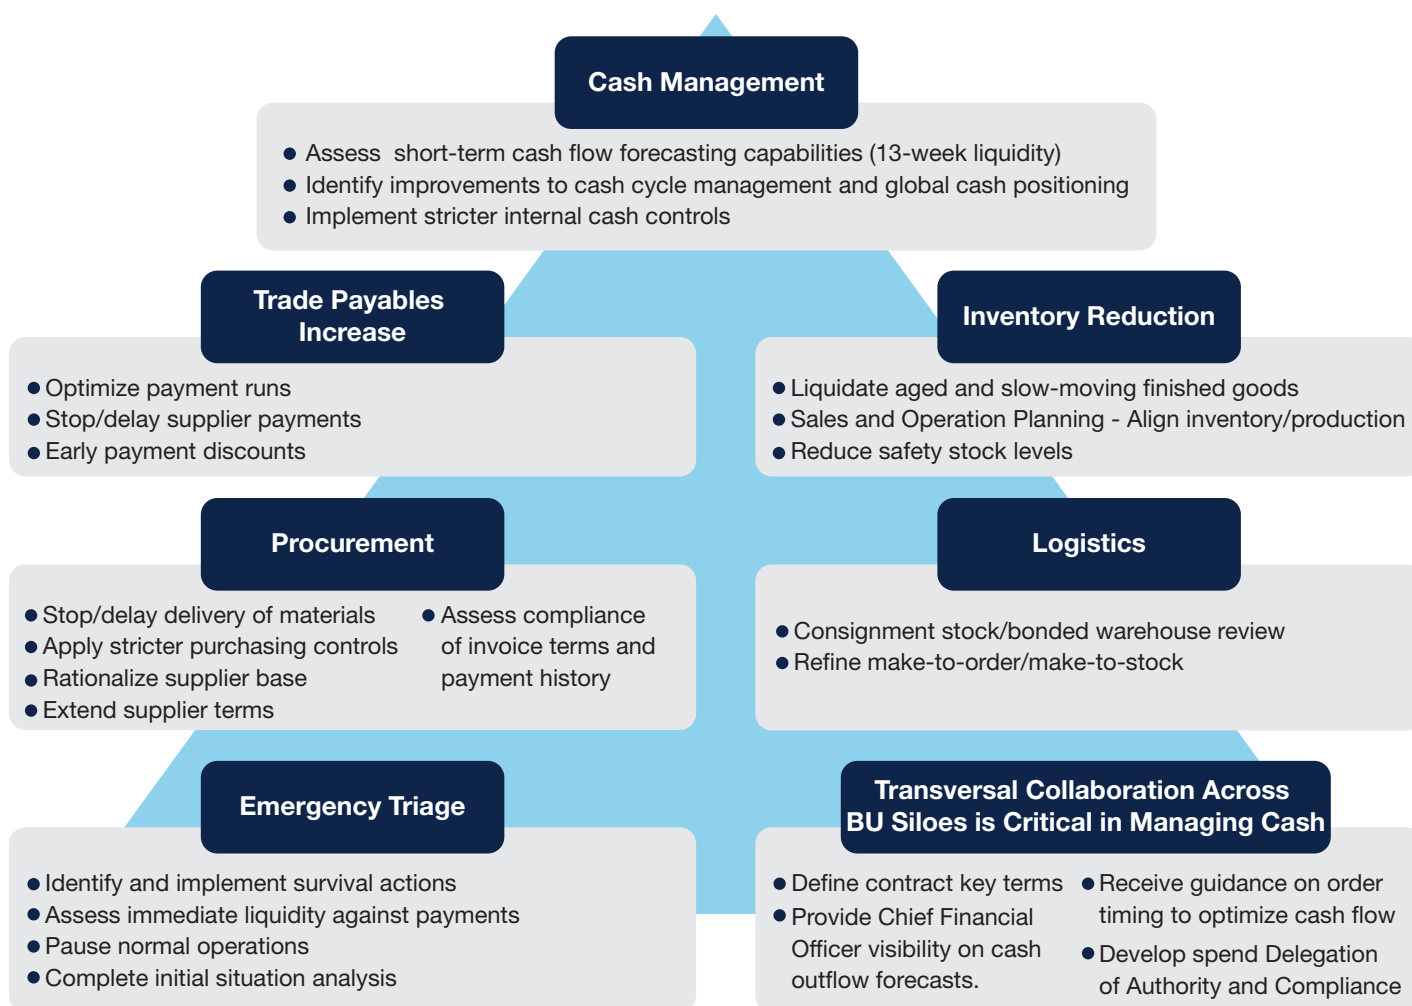 Cash Management
● Assess  short-term cash flow forecasting capabilities (13-week liquidity)
● Identify improvements to cash cycle management and global cash positioning
● Implement stricter internal cash controls
Trade Payables
Increase
● Optimize payment runs
● Stop/delay supplier payments
● Early payment discounts
Inventory Reduction
● Liquidate aged and slow-moving finished goods
● Sales and Operation Planning - Align inventory/production
● Reduce safety stock levels
Procurement
● Stop/delay delivery of materials
● Apply stricter purchasing controls
● Rationalize supplier base
● Extend supplier terms
● Assess compliance
of invoice terms and
payment history
Logistics
● Consignment stock/bonded warehouse review
● Refine make-to-order/make-to-stock
Emergency Triage
● Identify and implement survival actions
● Assess immediate liquidity against payments
● Pause normal operations
● Complete initial situation analysis
Transversal Collaboration Across
BU Siloes is Critical in Managing Cash
● Define contract key terms
● Provide Chief Financial
Officer visibility on cash
outflow forecasts.
● Receive guidance on order
timing to optimize cash flow
● Develop spend Delegation
of Authority and Compliance